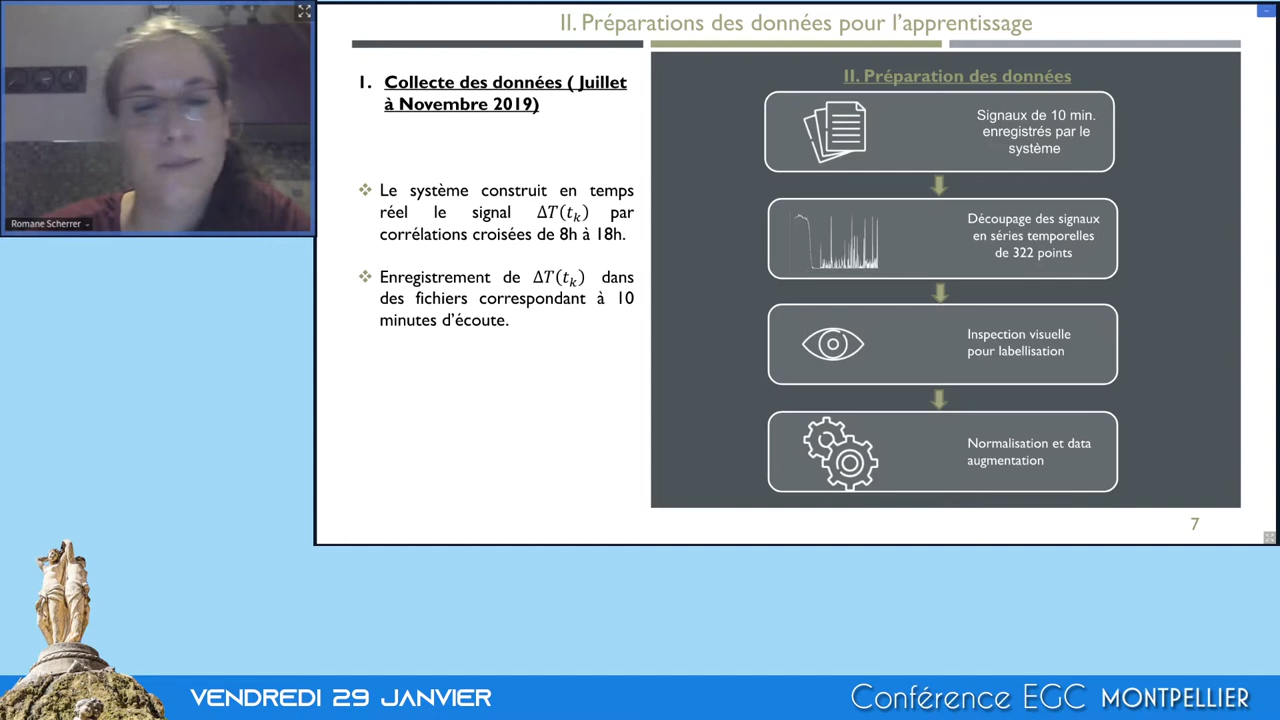 II. Préparations des données pour l’apprentissage
Romane Scherrer
1. Collecte des données ( Juillet
à Novembre 2019)
❖ Le système construit en temps
réel le signal ΔT(tₖ) par
corrélations croisées de 8h à 18h.
❖ Enregistrement de ΔT(tₖ) dans
des fichiers correspondant à 10
minutes d’écoute.
II. Préparation des données
Signaux de 10 min.
enregistrés par le
système
Découpage des signaux
en séries temporelles
de 322 points
Inspection visuelle
pour labellisation
Normalisation et data
augmentation
7
VENDREDI 29 JANVIER
Conférence EGC MONTPELLIER